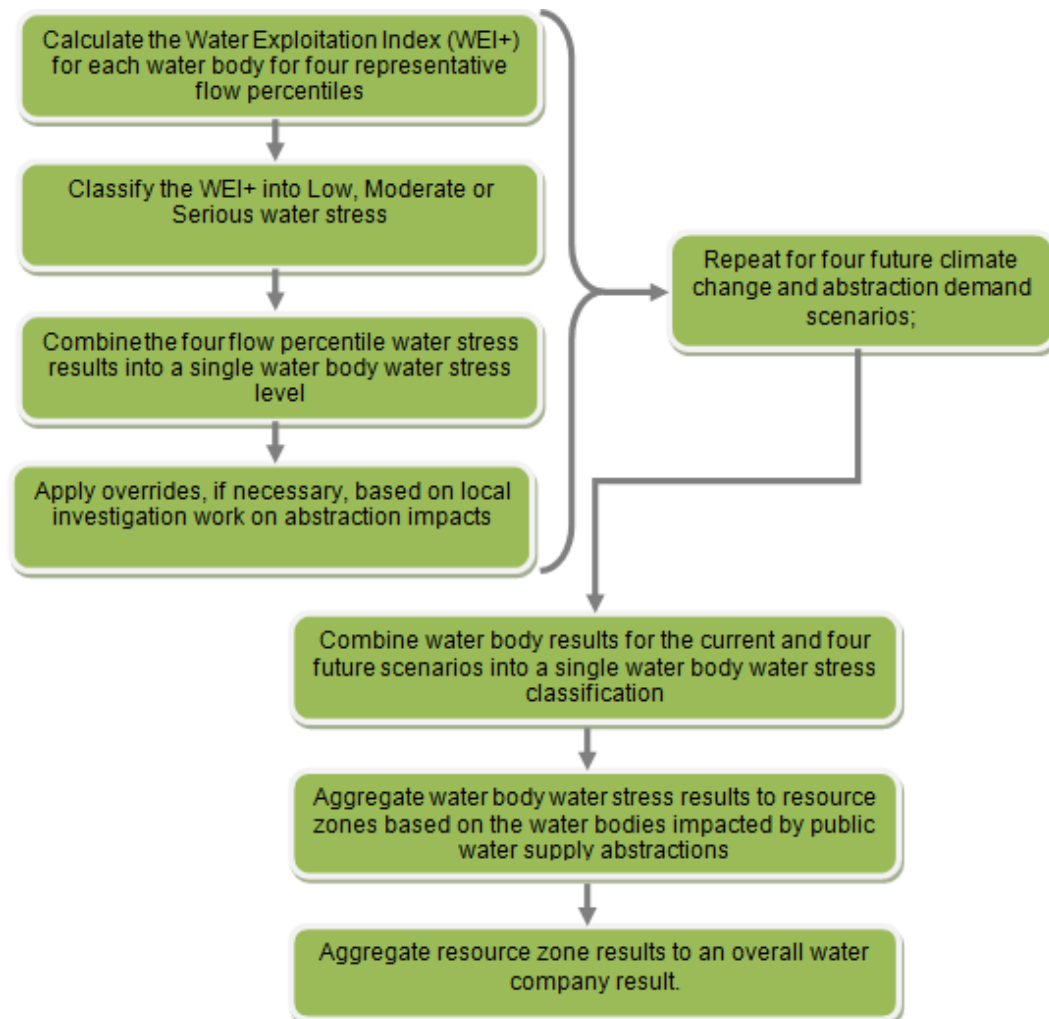 Calculate the Water Exploitation Index (WEI+)
for each water body for four representative
flow percentiles
Classify the WEI+ into Low, Moderate or
Serious water stress
Combine the four flow percentile water stress
results into a single water body water stress
level
Apply overrides, if necessary, based on local
investigation work on abstraction impacts
Repeat for four future climate
change and abstraction demand
scenarios;
Combine water body results for the current and four
future scenarios into a single water body water stress
classification
Aggregate water body water stress results to resource
zones based on the water bodies impacted by public
water supply abstractions
Aggregate resource zone results to an overall water
company result.